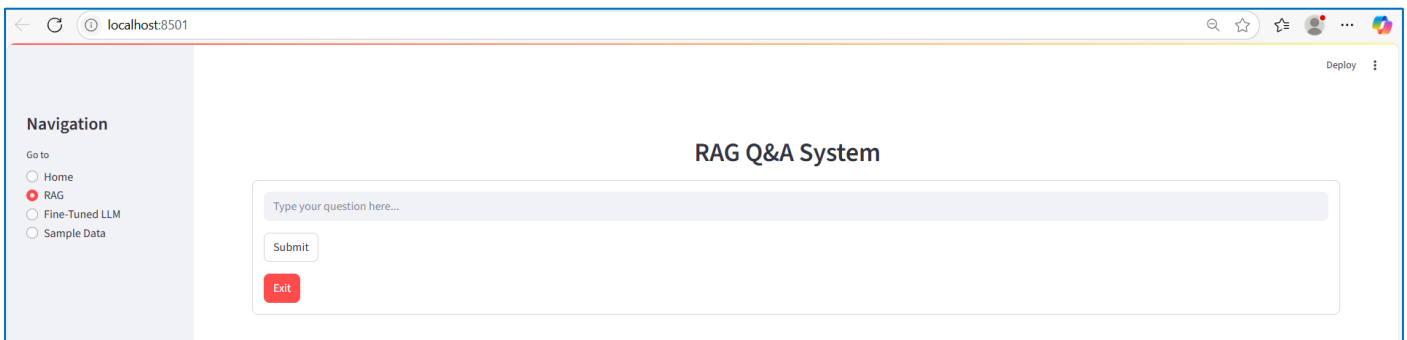 localhost:8501
Deploy
Navigation
Go to
Home
RAG
Fine-Tuned LLM
Sample Data
RAG Q&A System
Type your question here...
Submit
Exit